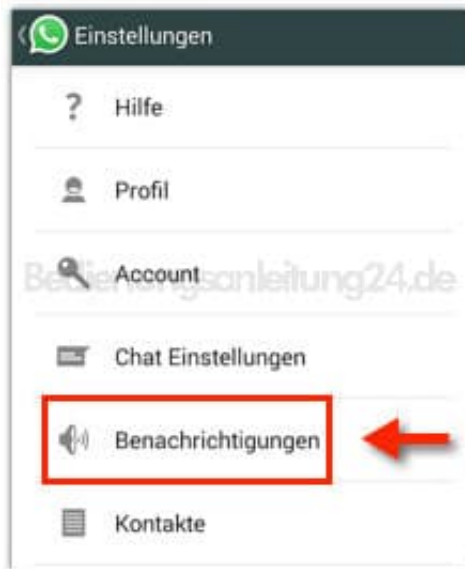 Einstellungen
? Hilfe
Profil
Account
Bedienungsanleitung24.de
Chat Einstellungen
Benachrichtigungen
Kontakte